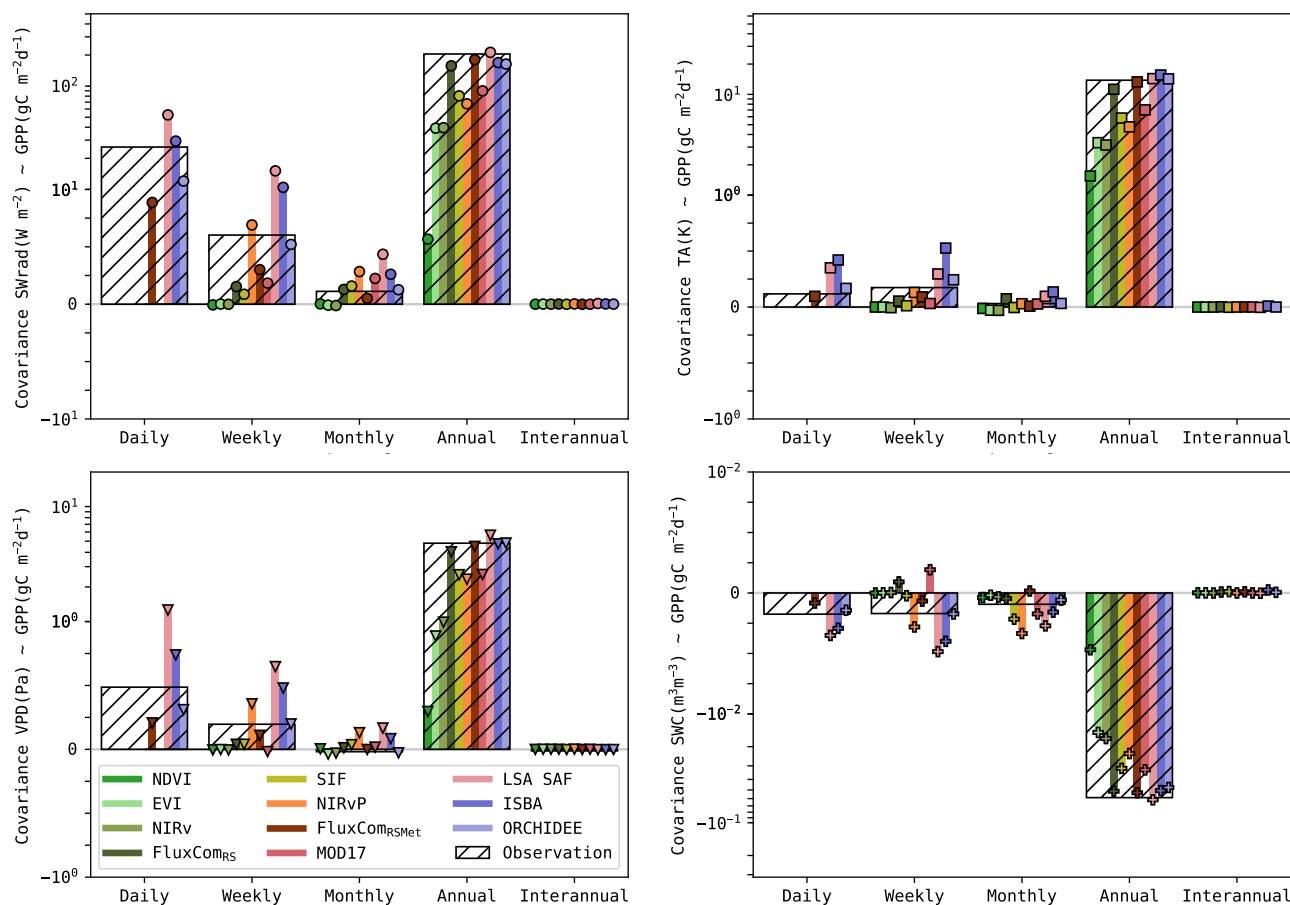 Covariance SWrad(W m⁻²) ~ GPP(gC m⁻²d⁻¹)
10²
10¹
0
−10¹
Daily Weekly Monthly Annual Interannual
Covariance TA(K) ~ GPP(gC m⁻²d⁻¹)
10¹
10⁰
0
−10⁰
Daily Weekly Monthly Annual Interannual
Covariance VPD(Pa) ~ GPP(gC m⁻²d⁻¹)
10¹
10⁰
0
−10⁰
NDVI SIF LSA SAF
EVI NIRvP ISBA
NIRv FluxCom_RSMet ORCHIDEE
FluxCom_RS MOD17 Observation
Daily Weekly Monthly Annual Interannual
Covariance SWC(m³m⁻³) ~ GPP(gC m⁻²d⁻¹)
10⁻²
0
−10⁻²
−10⁻¹
Daily Weekly Monthly Annual Interannual